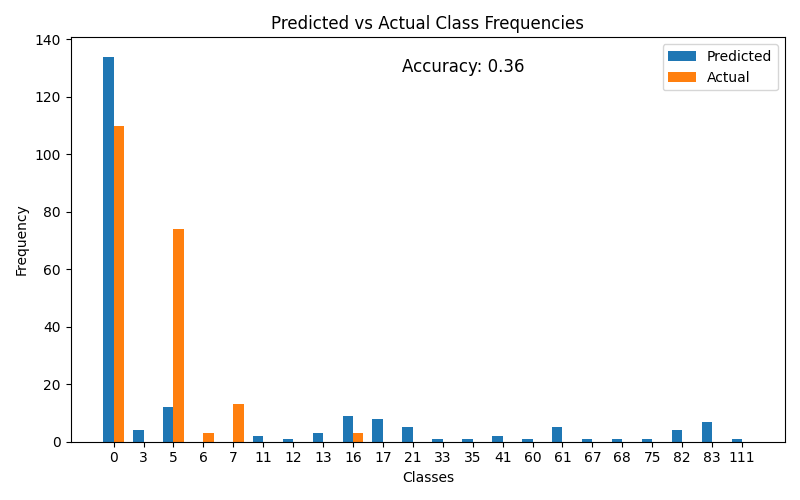 Predicted vs Actual Class Frequencies
Accuracy: 0.36
Predicted
Actual
140
120
100
80
60
40
20
0
Frequency
0 3 5 6 7 11 12 13 16 17 21 33 35 41 60 61 67 68 75 82 83 111
Classes